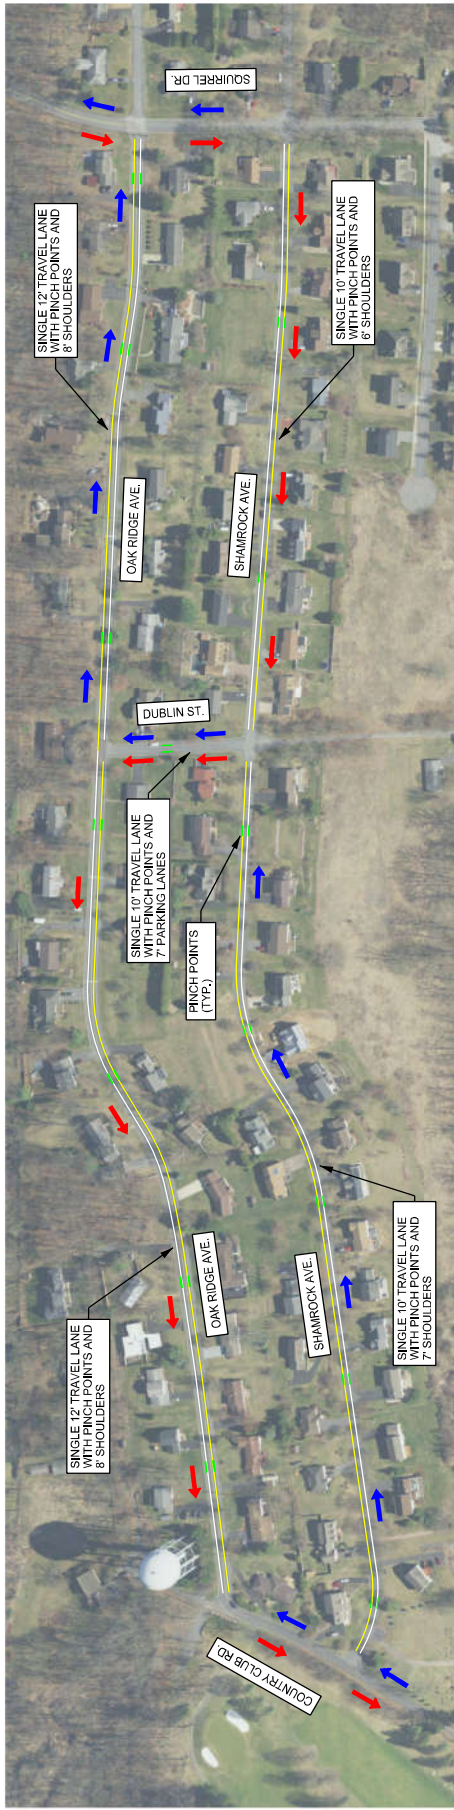 SQUIRREL DR.
SINGLE 12' TRAVEL LANE
WITH PINCH POINTS AND
8' SHOULDERS
SINGLE 10' TRAVEL LANE
WITH PINCH POINTS AND
6' SHOULDERS
OAK RIDGE AVE.
SHAMROCK AVE.
DUBLIN ST.
SINGLE 10' TRAVEL LANE
WITH PINCH POINTS AND
7' PARKING LANES
PINCH POINTS
(TYP.)
OAK RIDGE AVE.
SHAMROCK AVE.
SINGLE 10' TRAVEL LANE
WITH PINCH POINTS AND
7' SHOULDERS
SINGLE 12' TRAVEL LANE
WITH PINCH POINTS AND
8' SHOULDERS
COUNTRY CLUB RD.